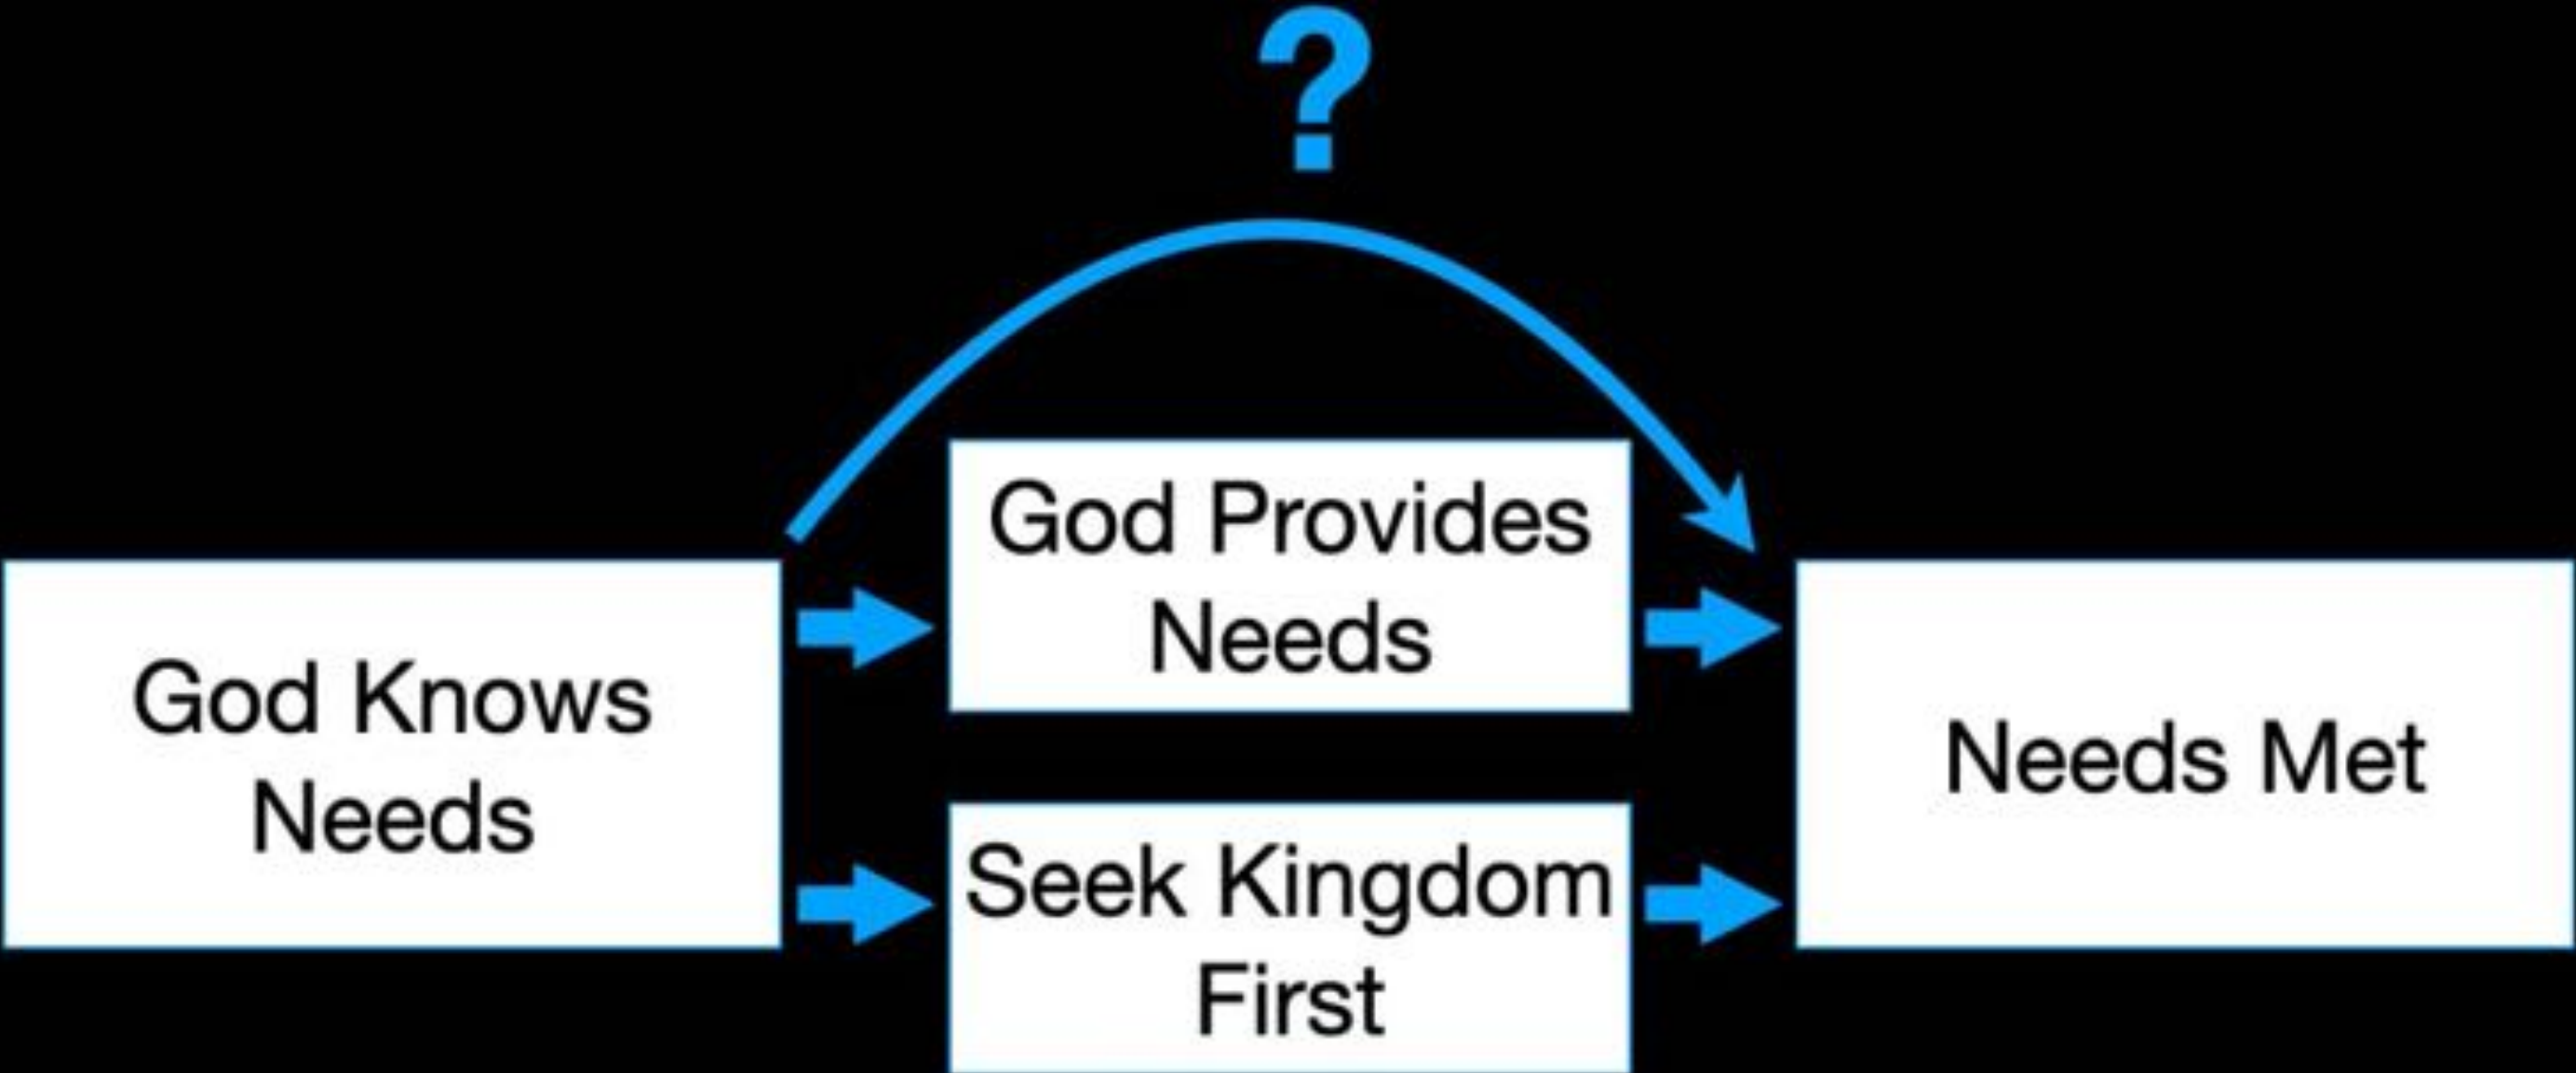 ?
God Knows
Needs
God Provides
Needs
Seek Kingdom
First
Needs Met